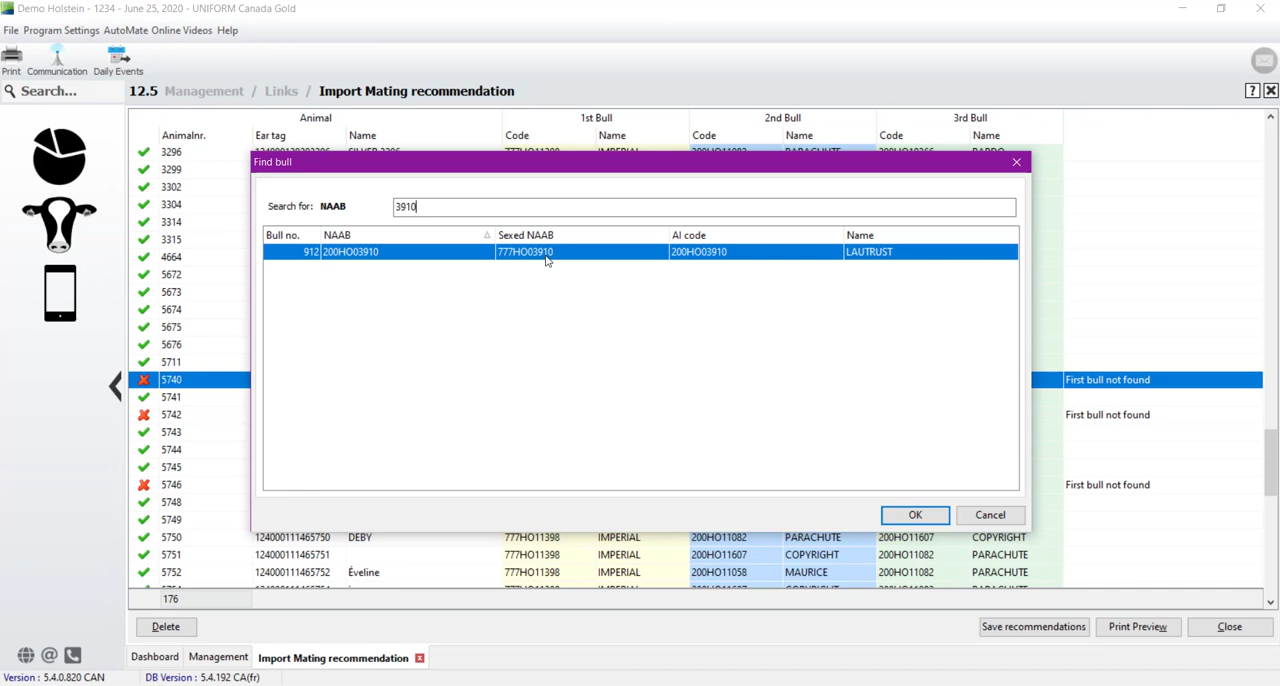 Demo Holstein - 1234 - June 25, 2020 - UNIFORM Canada Gold
File Program Settings AutoMate Online Videos Help
Print Communication Daily Events
Search... 12.5 Management / Links / Import Mating recommendation ?
Animal 1st Bull 2nd Bull 3rd Bull
Animalnr. Ear tag Name Code Name Code Name Code Name
3296
3299
Find bull
3302
3304
Search for: NAAB 3910
3314
3315
Bull no. NAAB Sexed NAAB AI code Name
912 200HO03910 777HO03910 200HO03910 LAUTRUST
4664
5672
5673
5674
5675
5676
5711
5740 First bull not found
5741
5742 First bull not found
5743
5744
5745
5746 First bull not found
5748
5749
OK Cancel
5750 124000111465750 DEBY 777HO11398 IMPERIAL 200HO11082 PARACHUTE 200HO11607 COPYRIGHT
5751 124000111465751 777HO11398 IMPERIAL 200HO11607 COPYRIGHT 200HO11082 PARACHUTE
5752 124000111465752 Éveline 777HO11398 IMPERIAL 200HO11058 MAURICE 200HO11082 PARACHUTE
176
Delete Save recommendations Print Preview Close
Dashboard Management Import Mating recommendation
Version : 5.4.0.820 CAN DB Version : 5.4.192 CA(fr)